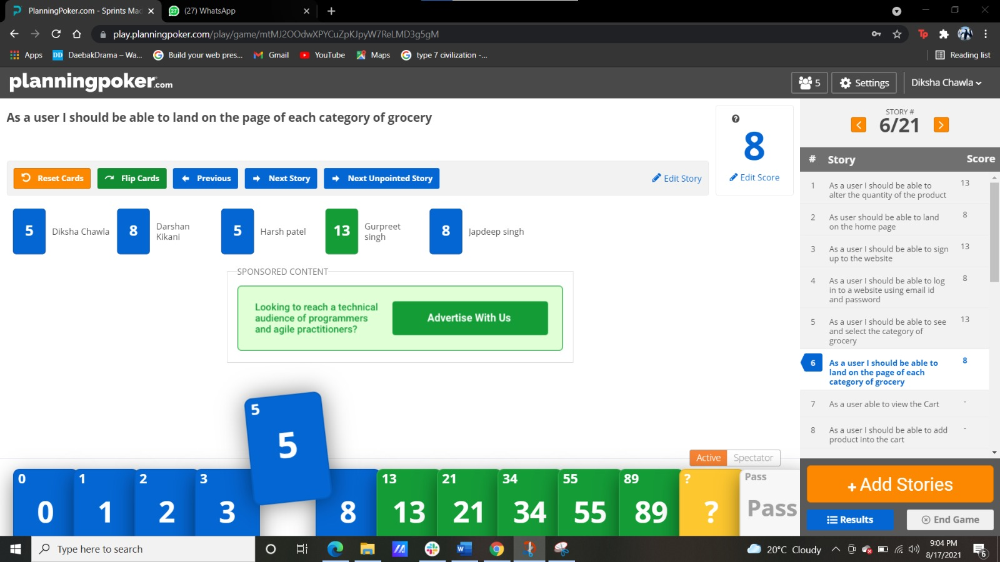 PlanningPoker.com - Sprints Mad
(27) WhatsApp
play.planningpoker.com/play/game/mtMJ2OOdwXPYCuZpKJpyW7ReLMD3g5gM
Apps
DaebakDrama – Wa...
Build your web pres...
Gmail
YouTube
Maps
type 7 civilization -...
Reading list
planningpoker.com
5
Settings
Diksha Chawla
As a user I should be able to land on the page of each category of grocery
8
Edit Score
Reset Cards
Flip Cards
Previous
Next Story
Next Unpointed Story
Edit Story
5 Diksha Chawla
8 Darshan
Kikani
5 Harsh patel
13 Gurpreet
singh
8 Japdeep singh
SPONSORED CONTENT
Looking to reach a technical
audience of programmers
and agile practitioners?
Advertise With Us
STORY #
6/21
# Story Score
1 As a user I should be able to 13
alter the quantity of the product
2 As user should be able to land 8
on the home page
3 As a user I should be able to sign 13
up to the website
4 As a user I should be able to log 8
in to a website using email id
and password
5 As a user I should be able to see 13
and select the category of
grocery
6 As a user I should be able to 8
land on the page of each
category of grocery
7 As a user able to view the Cart -
8 As a user I should be able to add -
product into the cart
Active Spectator
0
0
1
1
2
2
3
3
5
5
8
13
13
21
21
34
34
55
55
89
89
?
?
Pass
Pass
+ Add Stories
Results
End Game
Type here to search
20°C Cloudy
9:04 PM
8/17/2021
6